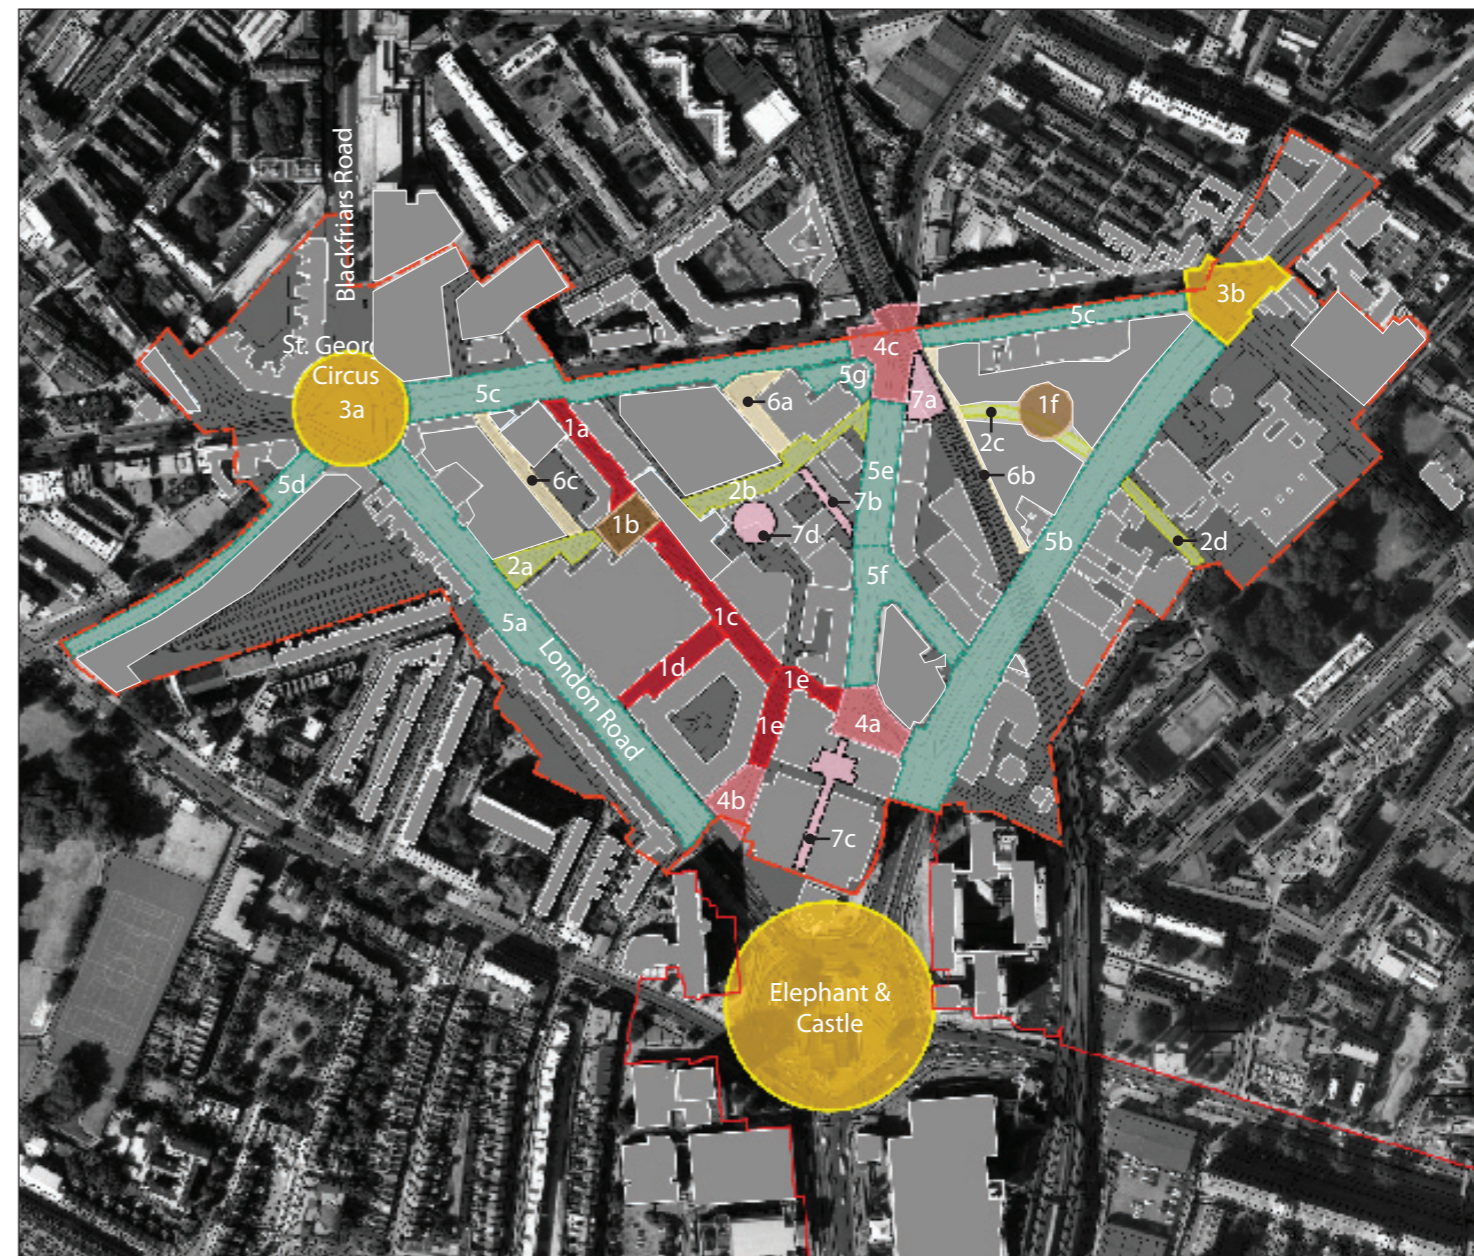 Blackfriars Road
St. Georg
Circus
3a
3b
5c
4c
5c
5g
7a
6a
1f
1a
2c
5d
6c
5e
6b
2b
7b
1b
7d
5b
2d
2a
5f
5a
1c
London Road
1d
1e
1e
4a
4b
7c
Elephant &
Castle